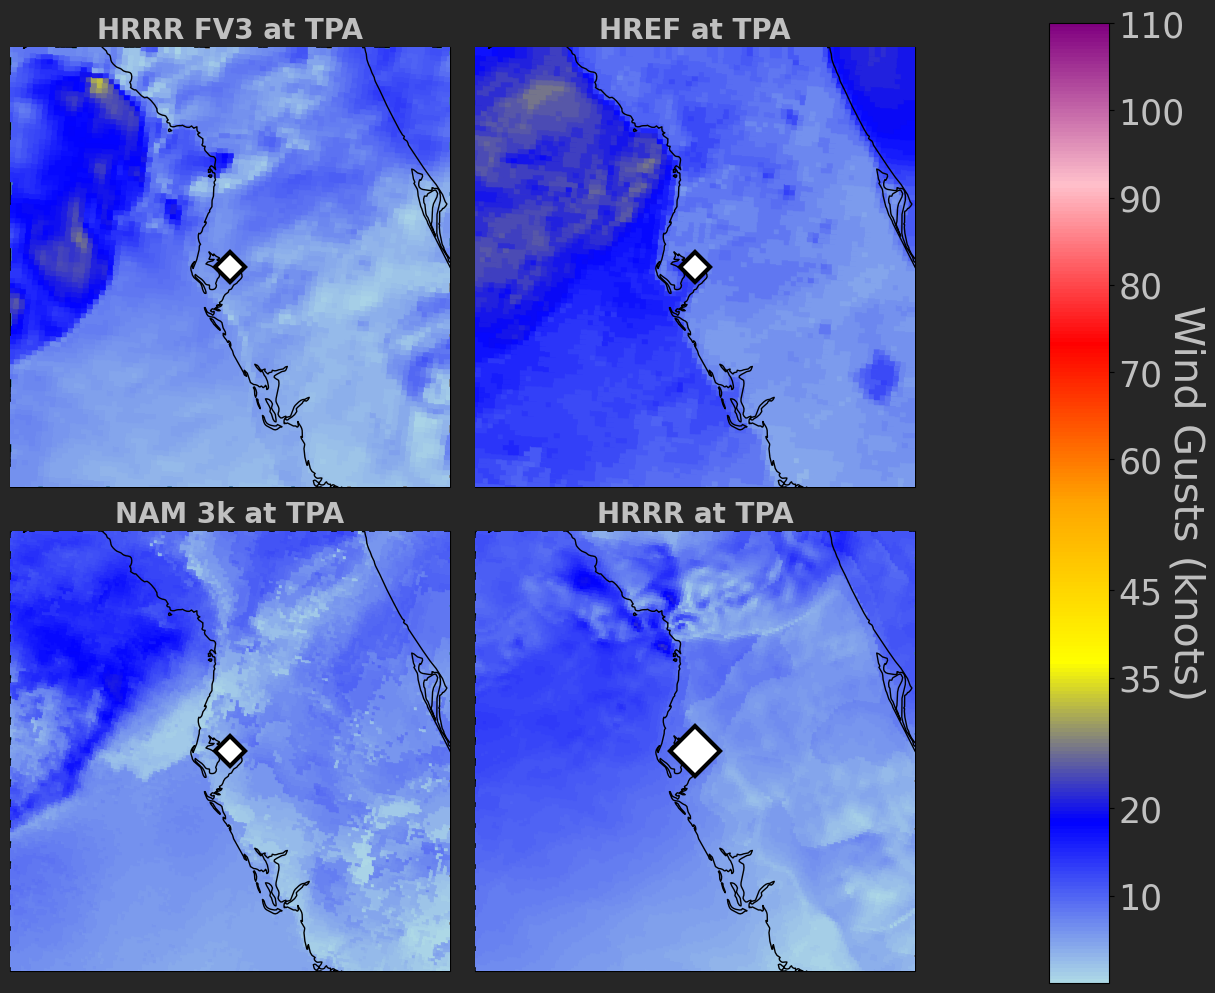 HRRR FV3 at TPA
HREF at TPA
NAM 3k at TPA
HRRR at TPA
110
100
90
80
70
60
45
35
20
10
Wind Gusts (knots)